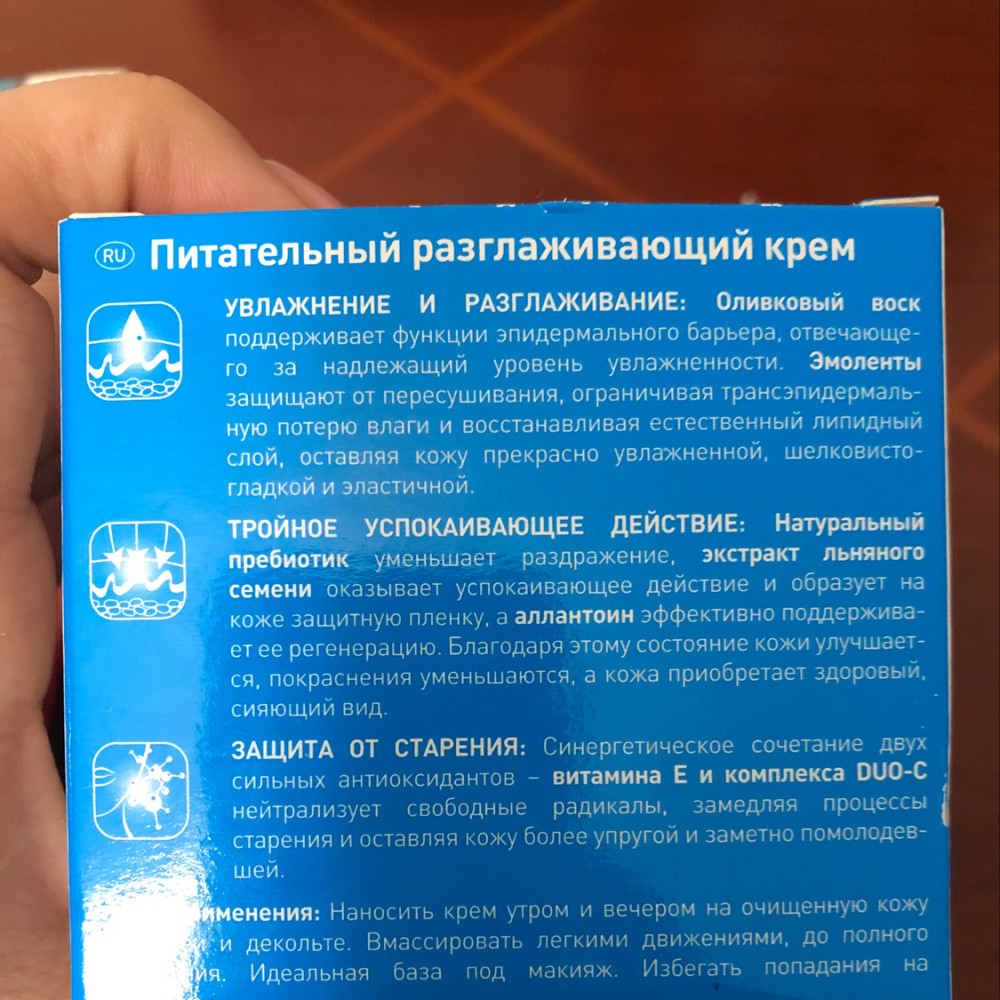 RU Питательный разглаживающий крем
УВЛАЖНЕНИЕ И РАЗГЛАЖИВАНИЕ: Оливковый воск
поддерживает функции эпидермального барьера, отвечающе-
го за надлежащий уровень увлажненности. Эмоленты
защищают от пересушивания, ограничивая трансэпидермаль-
ную потерю влаги и восстанавливая естественный липидный
слой, оставляя кожу прекрасно увлажненной, шелковисто-
гладкой и эластичной.
ТРОЙНОЕ УСПОКАИВАЮЩЕЕ ДЕЙСТВИЕ: Натуральный
пребиотик уменьшает раздражение, экстракт льняного
семени оказывает успокаивающее действие и образует на
коже защитную пленку, а аллантоин эффективно поддержива-
ет ее регенерацию. Благодаря этому состояние кожи улучшает-
ся, покраснения уменьшаются, а кожа приобретает здоровый,
сияющий вид.
ЗАЩИТА ОТ СТАРЕНИЯ: Синергетическое сочетание двух
сильных антиоксидантов – витамина Е и комплекса DUO-C
нейтрализует свободные радикалы, замедляя процессы
старения и оставляя кожу более упругой и заметно помолодев-
шей.
Наносить крем утром и вечером на очищенную кожу
и декольте. Вмассировать легкими движениями, до полного
Идеальная база под макияж. Избегать попадания на